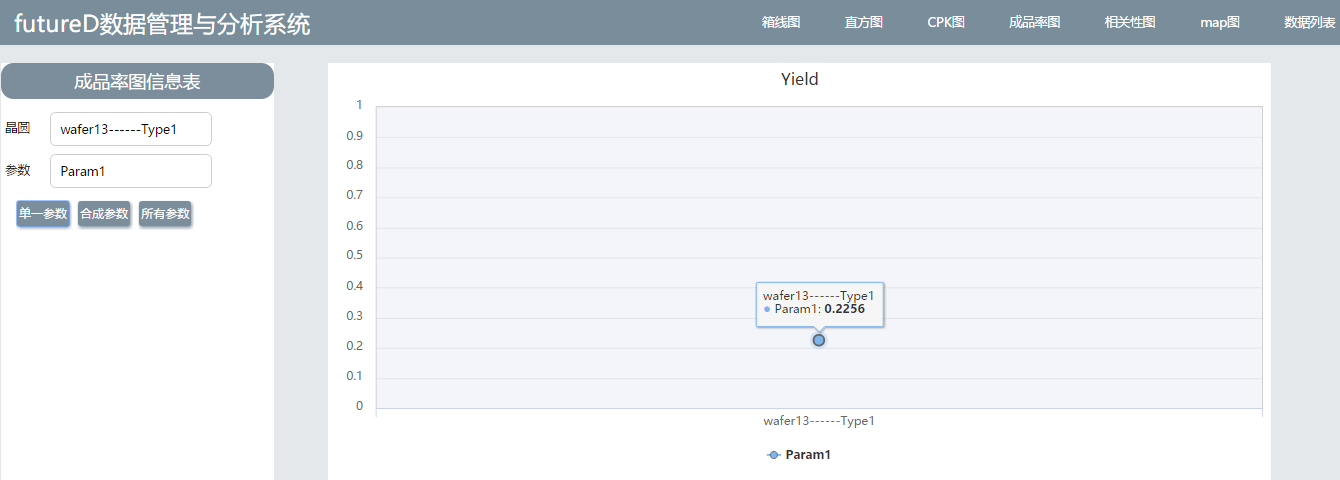 futureD数据管理与分析系统
箱线图 直方图 CPK图 成品率图 相关性图 map图 数据列表
成品率图信息表
晶圆 wafer13------Type1
参数 Param1
单一参数 合成参数 所有参数
Yield
1
0.9
0.8
0.7
0.6
0.5
0.4
0.3
0.2
0.1
0
wafer13------Type1
Param1: 0.2256
wafer13------Type1
Param1